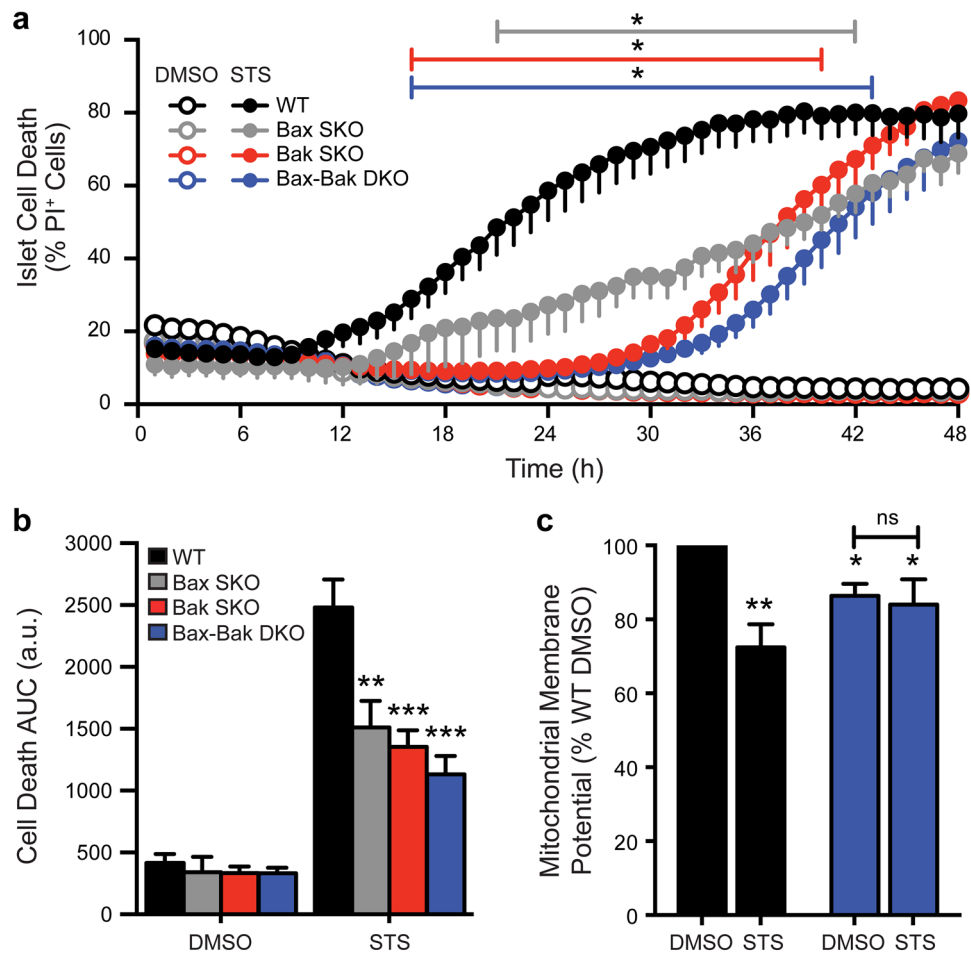 a
Islet Cell Death
(% PI⁺ Cells)
100
80
60
40
20
0
DMSO STS
WT
Bax SKO
Bak SKO
Bax-Bak DKO
*
*
*
0 6 12 18 24 30 36 42 48
Time (h)
b
Cell Death AUC (a.u.)
3000
2500
2000
1500
1000
500
0
WT
Bax SKO
Bak SKO
Bax-Bak DKO
** *** ***
DMSO STS
c
Mitochondrial Membrane
Potential (% WT DMSO)
100
80
60
40
20
0
ns
** * *
DMSO STS DMSO STS